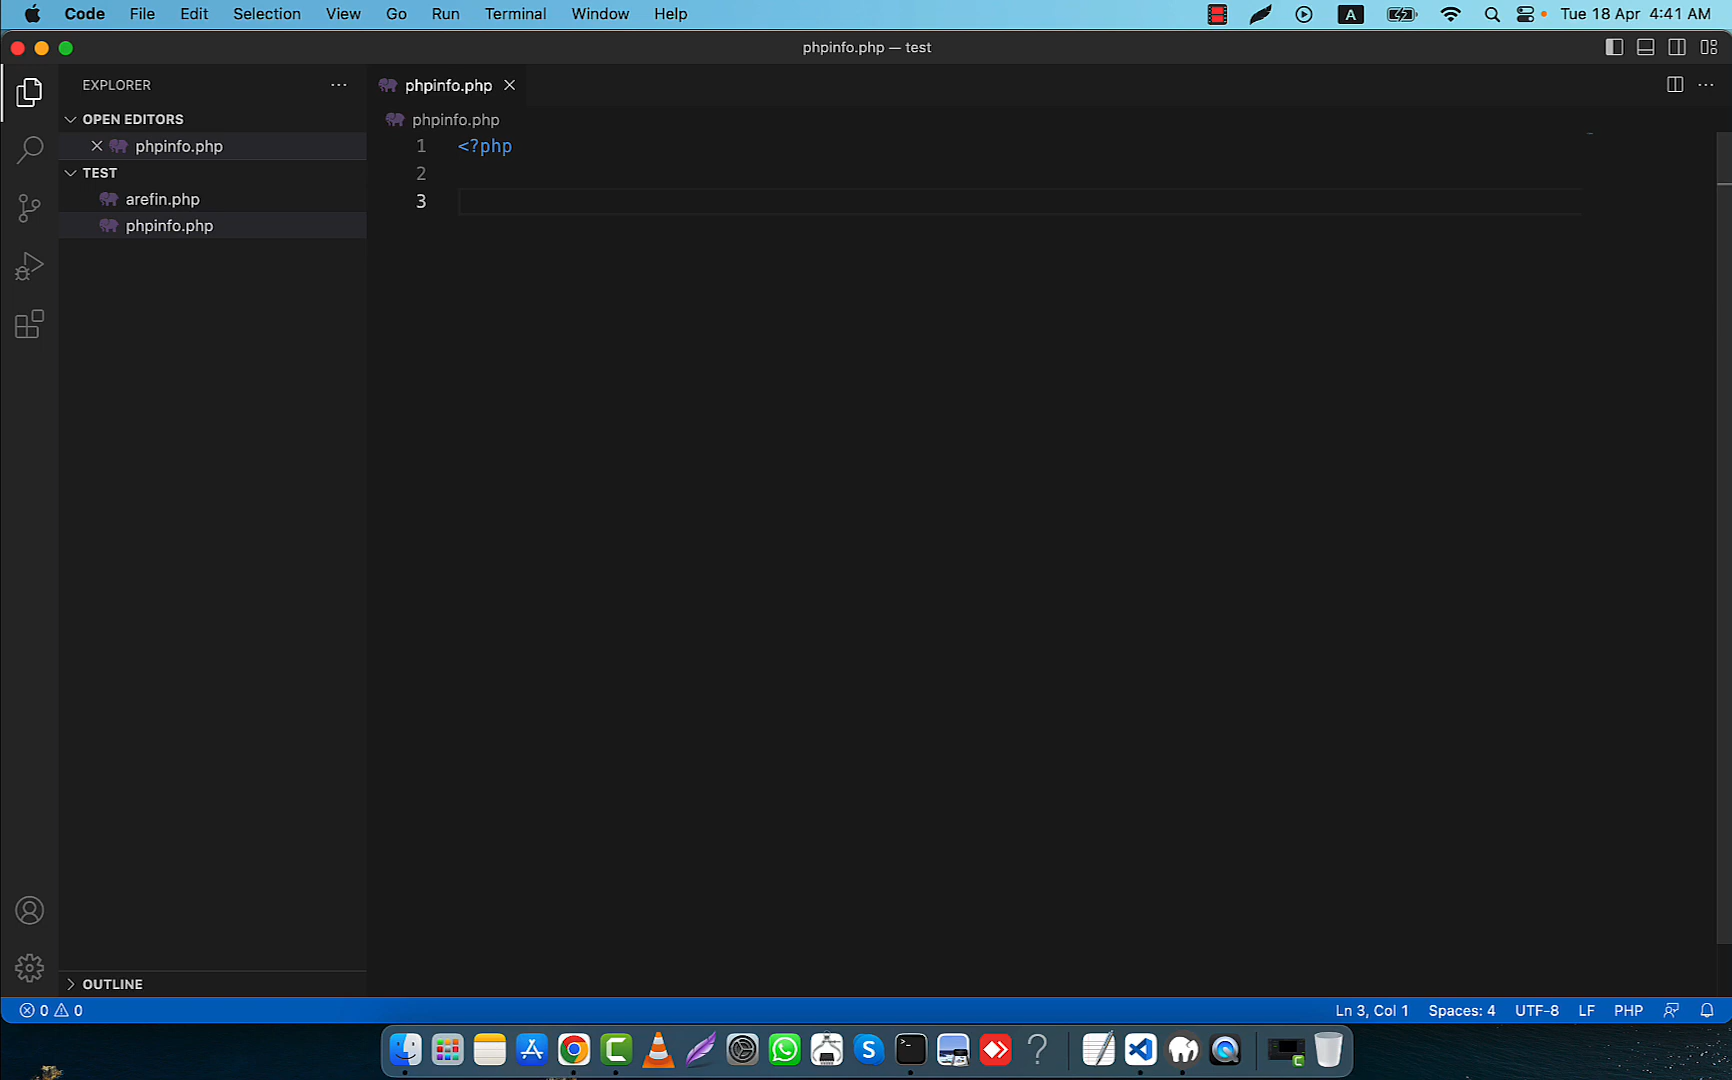 Code File Edit Selection View Go Run Terminal Window Help A Tue 18 Apr 4:41 AM
phpinfo.php — test
EXPLORER
phpinfo.php
OPEN EDITORS
phpinfo.php
phpinfo.php
1 <?php
TEST
2
arefin.php
3
phpinfo.php
OUTLINE
0 0 Ln 3, Col 1 Spaces: 4 UTF-8 LF PHP